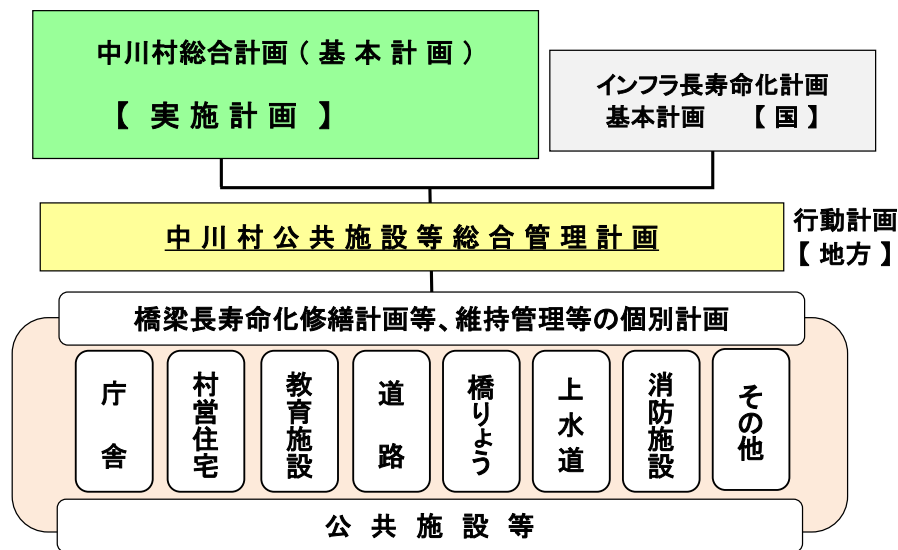 中川村総合計画（基本計画）
【 実施計画 】
インフラ長寿命化計画
基本計画 【国】
中川村公共施設等総合管理計画
行動計画
【 地方 】
橋梁長寿命化修繕計画等、維持管理等の個別計画
庁舎
村営住宅
教育施設
道路
橋りょう
上水道
消防施設
その他
公共施設等